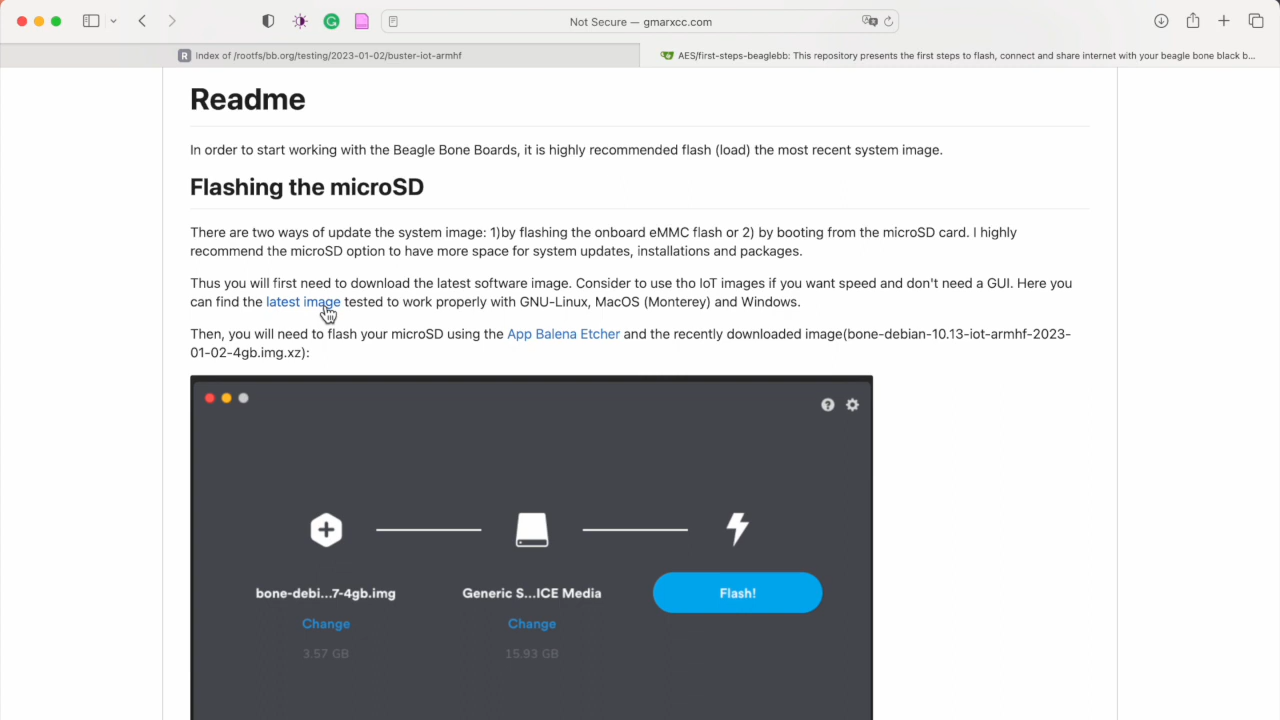 Not Secure — gmarxcc.com
R Index of /rootfs/bb.org/testing/2023-01-02/buster-iot-armhf
AES/first-steps-beaglebb: This repository presents the first steps to flash, connect and share internet with your beagle bone black b...
Readme
In order to start working with the Beagle Bone Boards, it is highly recommended flash (load) the most recent system image.
Flashing the microSD
There are two ways of update the system image: 1)by flashing the onboard eMMC flash or 2) by booting from the microSD card. I highly
recommend the microSD option to have more space for system updates, installations and packages.
Thus you will first need to download the latest software image. Consider to use tho IoT images if you want speed and don't need a GUI. Here you
can find the latest image tested to work properly with GNU-Linux, MacOS (Monterey) and Windows.
Then, you will need to flash your microSD using the App Balena Etcher and the recently downloaded image(bone-debian-10.13-iot-armhf-2023-
01-02-4gb.img.xz):
bone-debi...7-4gb.img
Generic S...ICE Media
Flash!
Change
Change
3.57 GB
15.93 GB